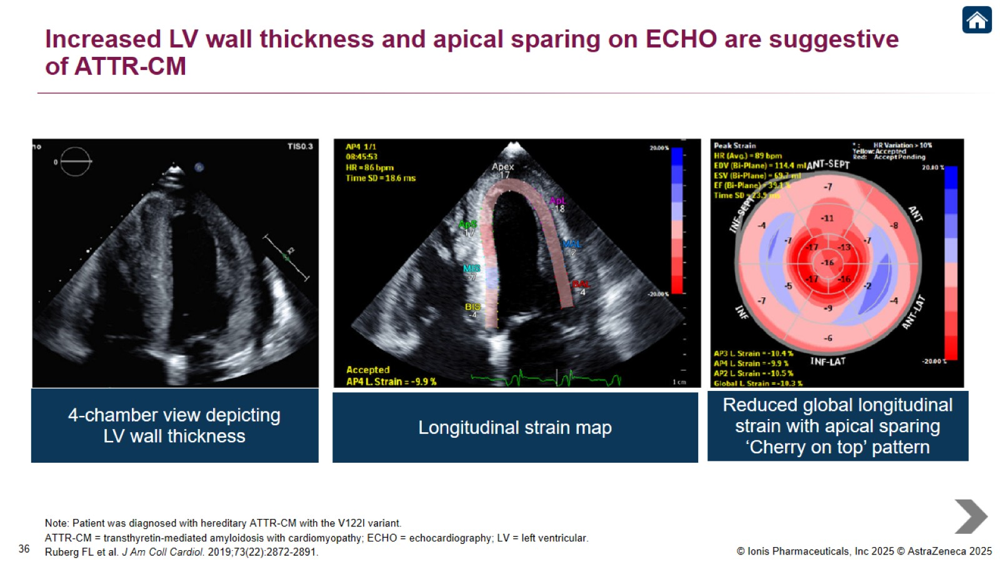 Increased LV wall thickness and apical sparing on ECHO are suggestive
of ATTR-CM
TIS0.3
0
X2
AP4 1/1
08:45:53
HR = 86 bpm
Time SD = 18.6 ms
20.00%
Apex
17
ApL
-18
ApS
17
MAL
-2
MIS
-7
BAL
-4
-20.00%
BIS
-4
Accepted
AP4 L. Strain = -9.9 %
1 cm
Peak Strain
HR (Avg.) = 89 bpm
EDV (Bi-Plane) = 114.4 ml
ESV (Bi-Plane) = 69.7 ml
EF (Bi-Plane) = 39.1 %
Time SD = 23.9 ms
* : HR Variation > 10%
Yellow: Accepted
Red: Accept Pending
20.00 %
ANT-SEPT
INF-SEPT
ANT
-7
-11
-4
-8
-7
-7
-17
-13
-16
-17
-16
-5
-2
-7
-4
-9
-6
INF
ANT-LAT
INF-LAT
-20.00 %
AP3 L. Strain = -10.4 %
AP4 L. Strain = -9.9 %
AP2 L. Strain = -10.5 %
Global L. Strain = -10.3 %
4-chamber view depicting
LV wall thickness
Longitudinal strain map
Reduced global longitudinal
strain with apical sparing
‘Cherry on top’ pattern
Note: Patient was diagnosed with hereditary ATTR-CM with the V122I variant.
ATTR-CM = transthyretin-mediated amyloidosis with cardiomyopathy; ECHO = echocardiography; LV = left ventricular.
Ruberg FL et al. J Am Coll Cardiol. 2019;73(22):2872-2891.
36
© Ionis Pharmaceuticals, Inc 2025 © AstraZeneca 2025